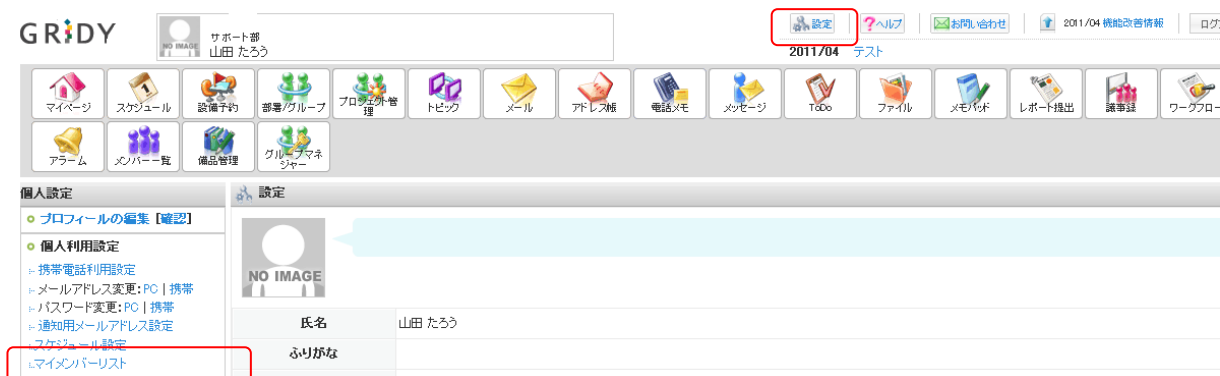 GRIDY
NO IMAGE
サポート部
山田 たろう
設定
ヘルプ
お問い合わせ
2011/04 機能改善情報
ログ
2011/04 テスト
マイページ
スケジュール
設備予約
部署/グループ
プロジェクト管理
トピック
メール
アドレス帳
電話メモ
メッセージ
ToDo
ファイル
メモパッド
レポート提出
議事録
ワークフロー
アラーム
メンバー一覧
備品管理
グループマネジャー
個人設定
プロフィールの編集 [確認]
個人利用設定
携帯電話利用設定
メールアドレス変更: PC | 携帯
パスワード変更: PC | 携帯
通知用メールアドレス設定
スケジュール設定
マイメンバーリスト
設定
NO IMAGE
氏名 山田 たろう
ふりがな